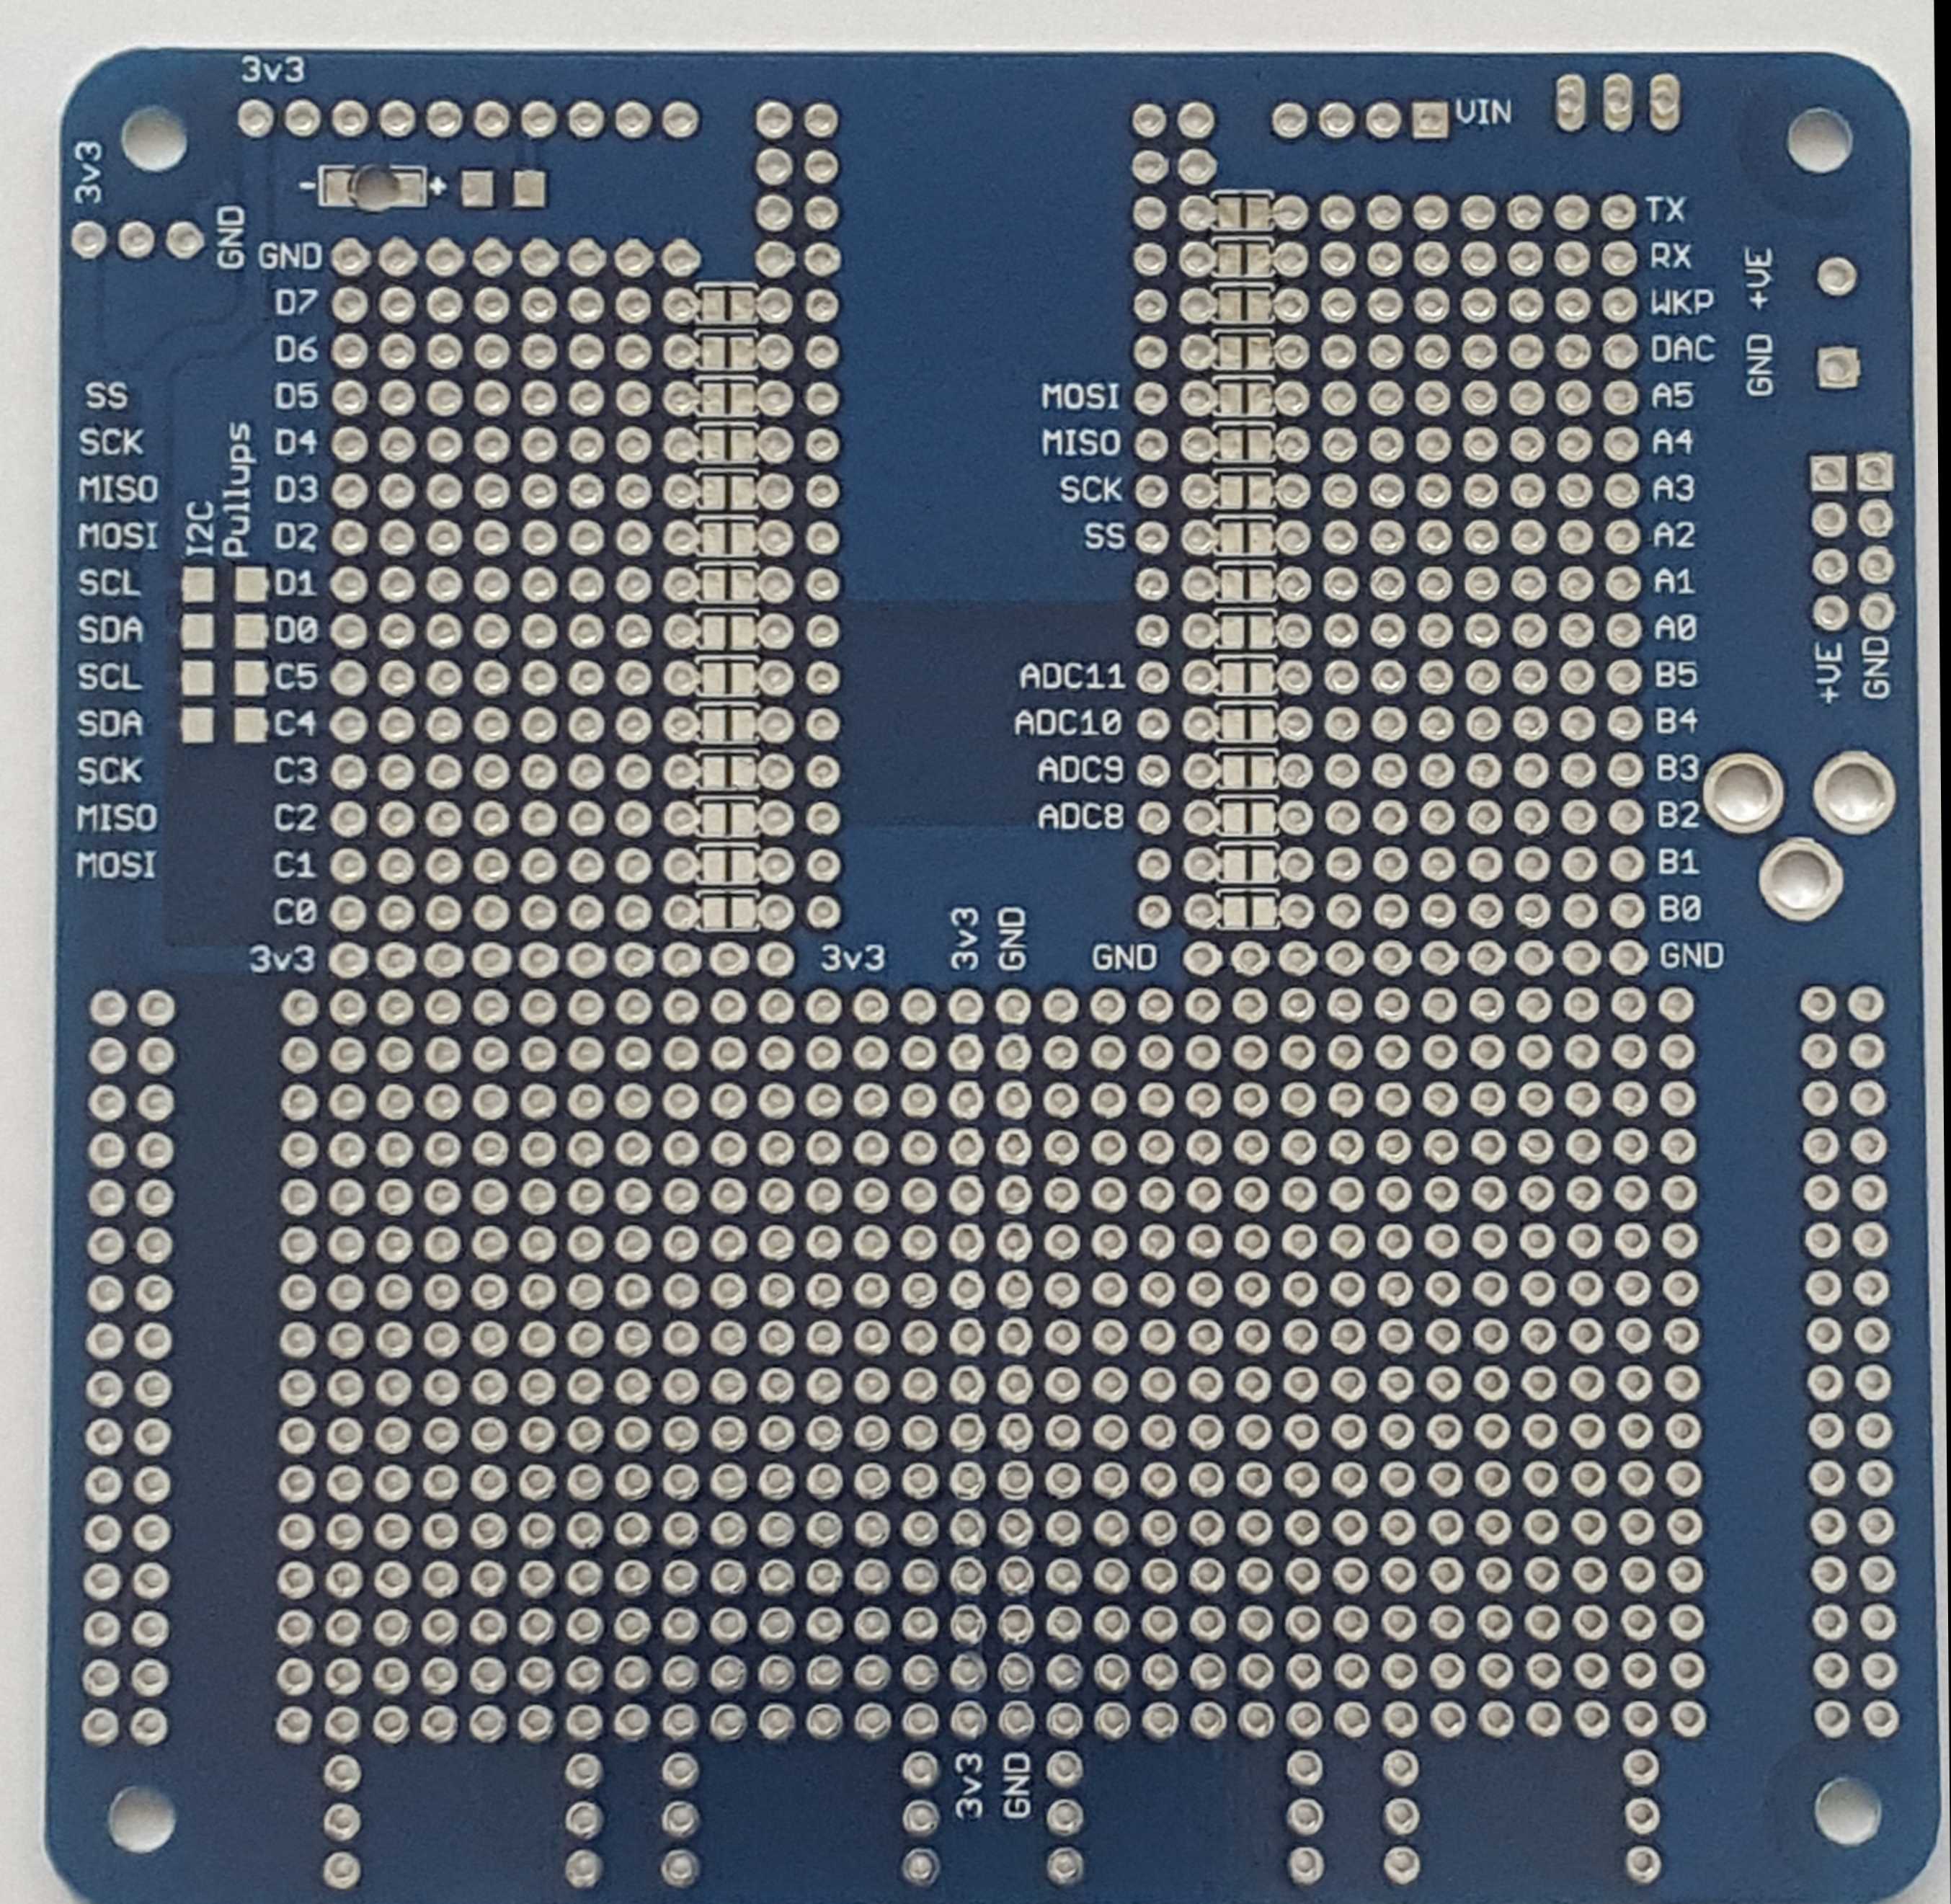 3v3
VIN
3v3
GND
- +
TX
GND RX
+VE
D7 WKP
D6 DAC
GND
SS D5 MOSI A5
SCK D4 MISO A4
MISO D3 SCK A3
MOSI D2 SS A2
I2C
Pullups
SCL D1 A1
SDA D0 A0
SCL C5 ADC11 B5
+VE
GND
SDA C4 ADC10 B4
SCK C3 ADC9 B3
MISO C2 ADC8 B2
MOSI C1 B1
C0 B0
3v3
GND
3v3 3v3 GND GND
3v3
GND